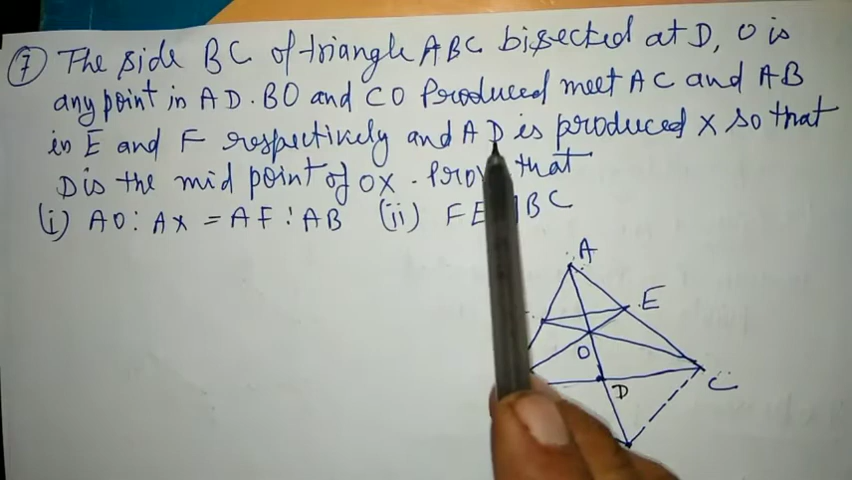 7 The side BC of triangle ABC bisected at D, O is
any point in AD. BO and CO Produced meet AC and AB
in E and F respectively and AD is produced X so that
D is the mid point of OX. that
(i) AO : AX = AF : AB (ii) FE BC
A
E
O
D
C